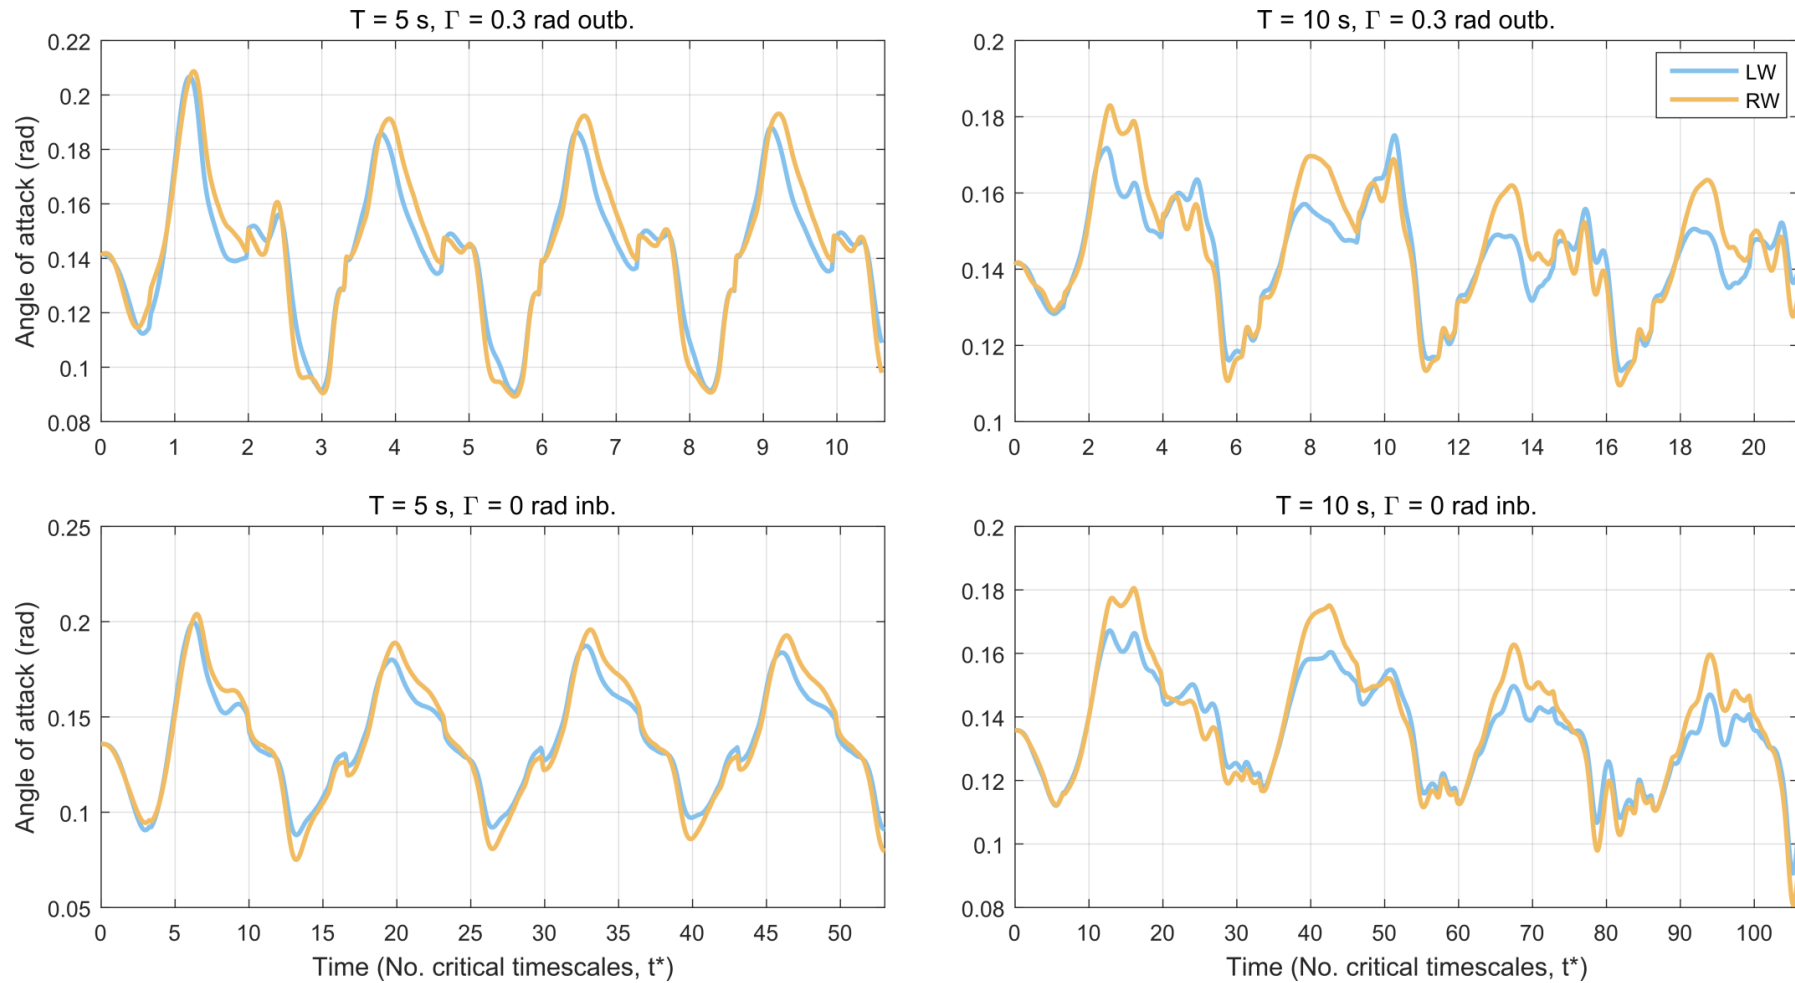 T = 5 s, Γ = 0.3 rad outb.
0.22
0.2
0.18
0.16
0.14
0.12
0.1
0.08
Angle of attack (rad)
0 1 2 3 4 5 6 7 8 9 10
T = 10 s, Γ = 0.3 rad outb.
LW
RW
0.2
0.18
0.16
0.14
0.12
0.1
0 2 4 6 8 10 12 14 16 18 20
T = 5 s, Γ = 0 rad inb.
0.25
0.2
0.15
0.1
0.05
Angle of attack (rad)
0 5 10 15 20 25 30 35 40 45 50
Time (No. critical timescales, t*)
T = 10 s, Γ = 0 rad inb.
0.2
0.18
0.16
0.14
0.12
0.1
0.08
0 10 20 30 40 50 60 70 80 90 100
Time (No. critical timescales, t*)